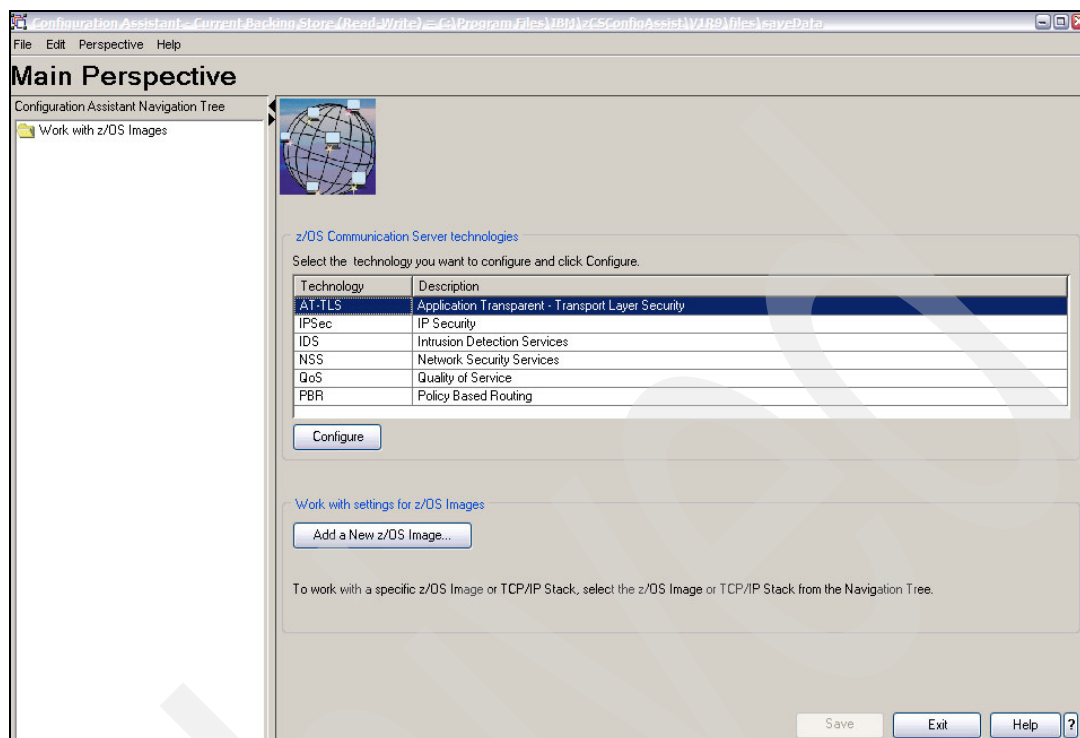 Configuration Assistant - Current Backing Store (Read-Write) = C:\Program Files\IBM\zCSConfigAssist\V1R9\files\saveData
File Edit Perspective Help
Main Perspective
Configuration Assistant Navigation Tree
Work with z/OS Images
z/OS Communication Server technologies
Select the technology you want to configure and click Configure.
Technology Description
AT-TLS Application Transparent - Transport Layer Security
IPSec IP Security
IDS Intrusion Detection Services
NSS Network Security Services
QoS Quality of Service
PBR Policy Based Routing
Configure
Work with settings for z/OS Images
Add a New z/OS Image...
To work with a specific z/OS Image or TCP/IP Stack, select the z/OS Image or TCP/IP Stack from the Navigation Tree.
Save Exit Help ?